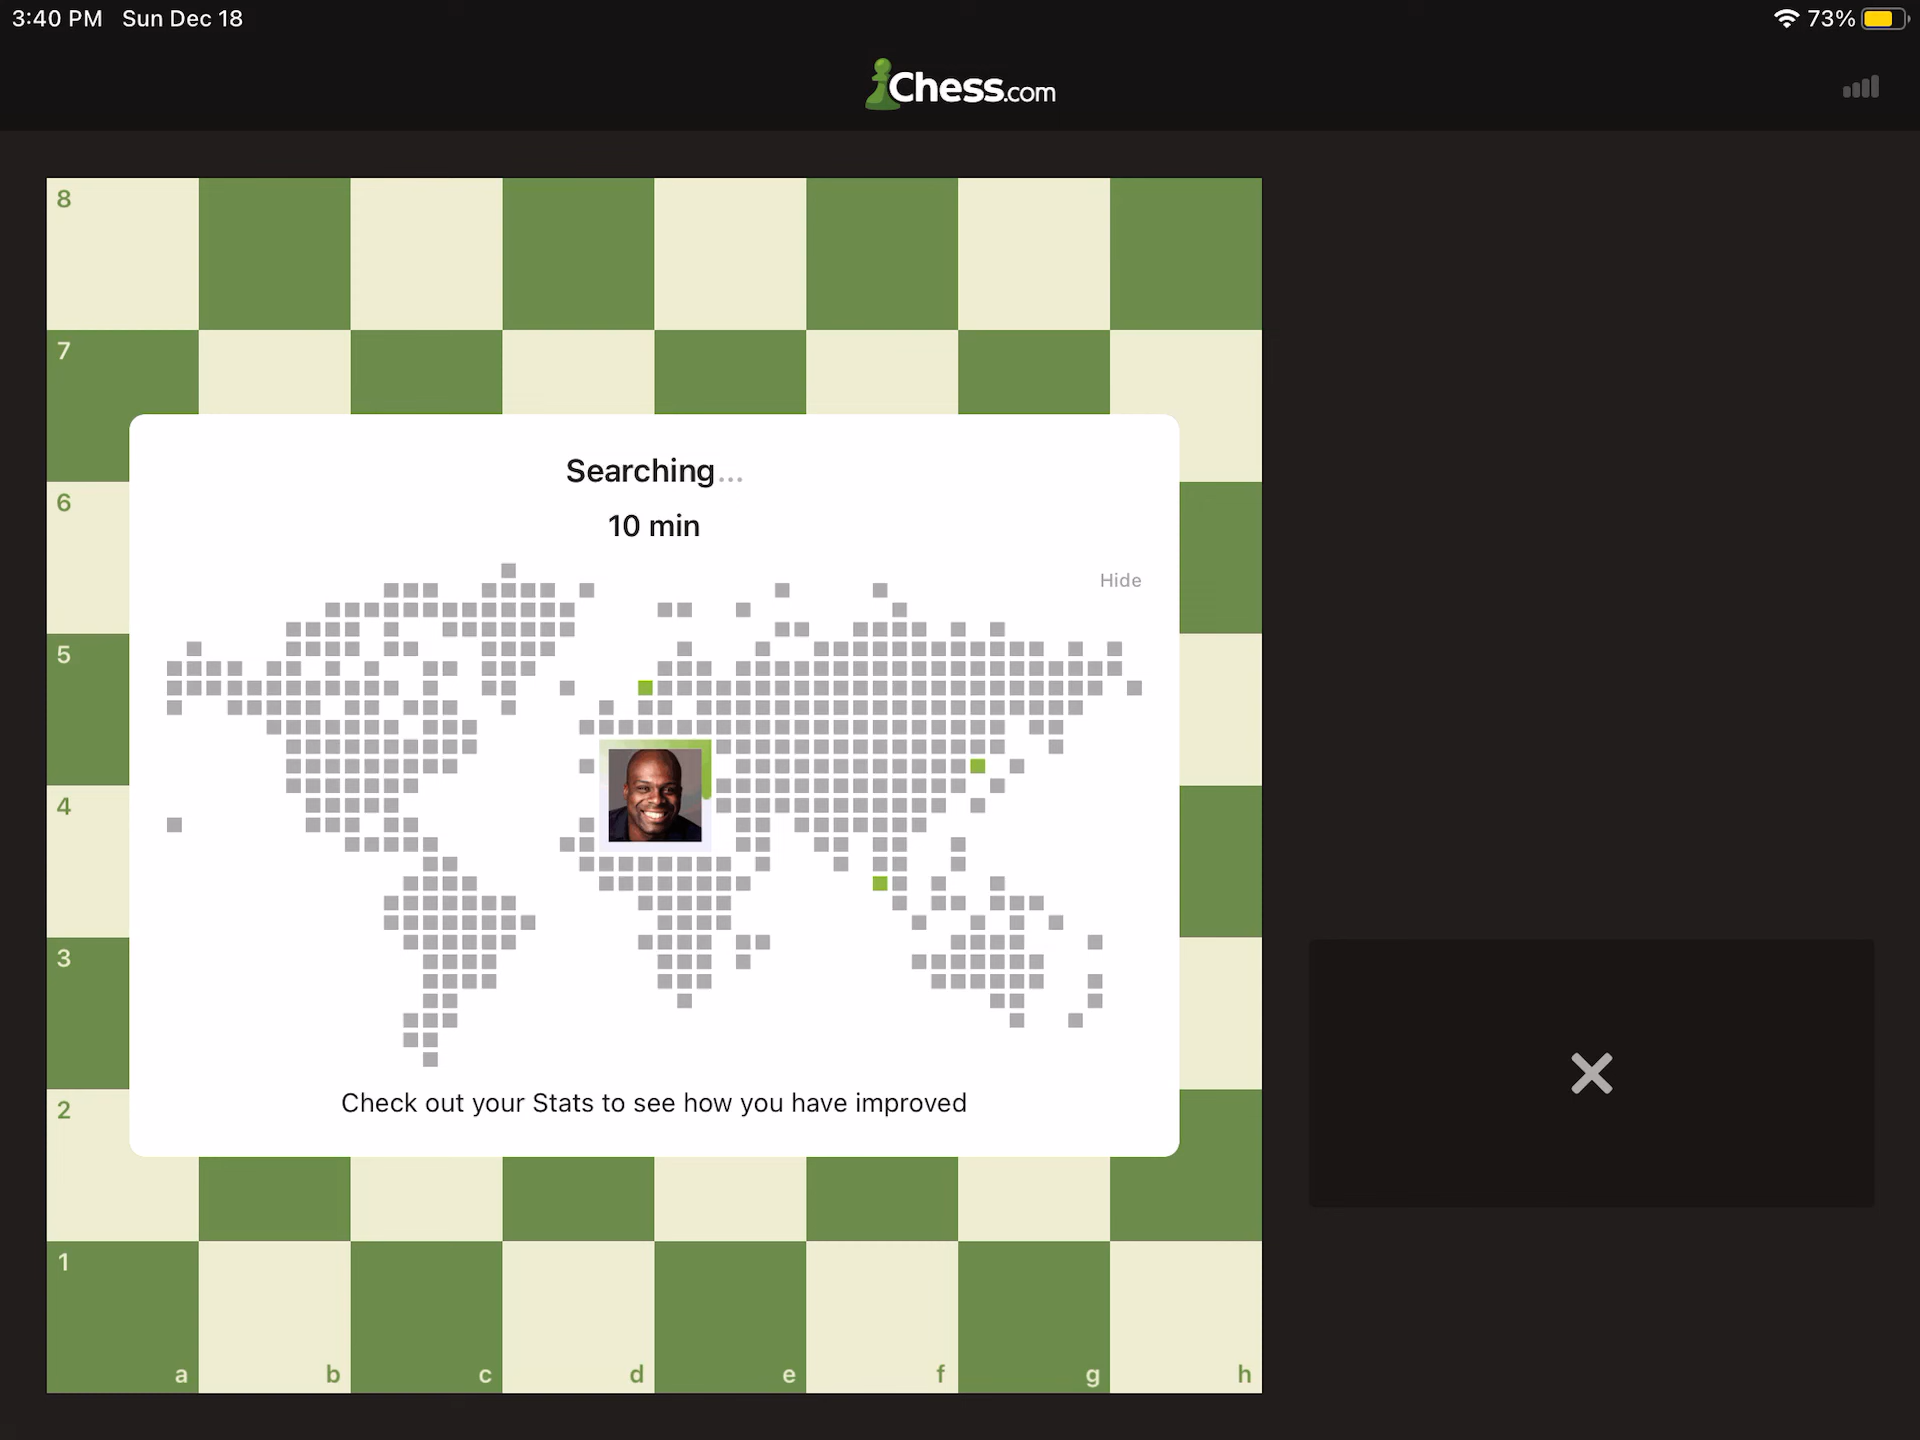 3:40 PM Sun Dec 18
73%
Chess.com
8
7
Searching...
6
10 min
Hide
5
4
3
Check out your Stats to see how you have improved
2
1
a b c d e f g h